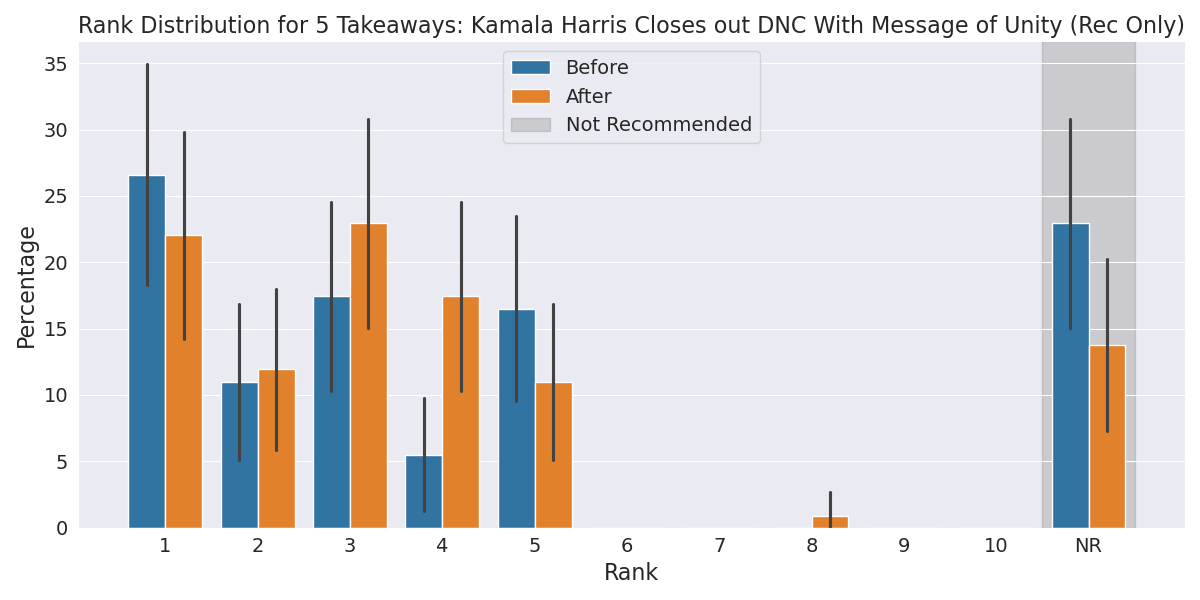 Rank Distribution for 5 Takeaways: Kamala Harris Closes out DNC With Message of Unity (Rec Only)
Before
After
Not Recommended
Percentage
35
30
25
20
15
10
5
0
1 2 3 4 5 6 7 8 9 10 NR
Rank